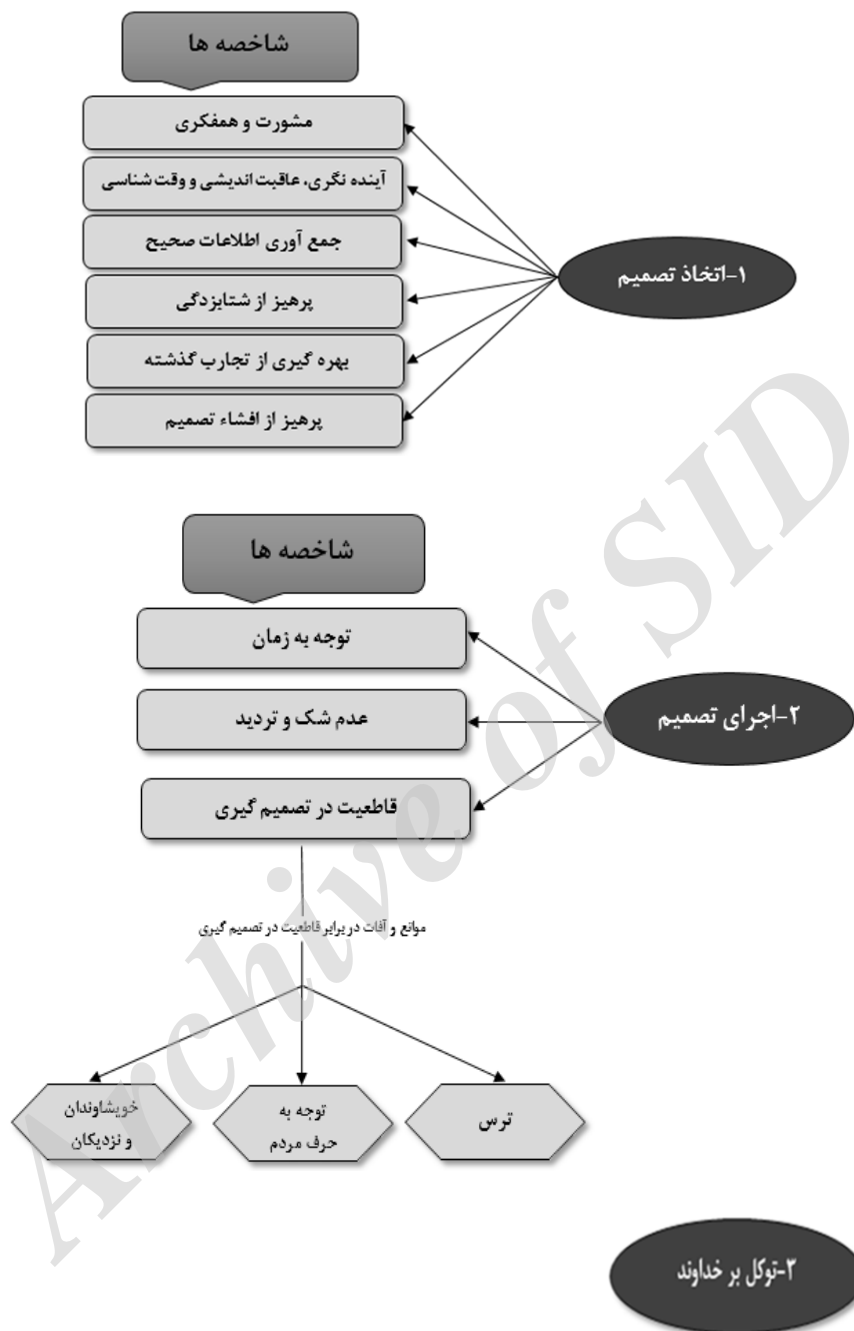 شاخصه ها
مشورت و همفکری
آینده نگری، عاقبت اندیشی و وقت شناسی
جمع آوری اطلاعات صحیح
پرهیز از شتابزدگی
بهره گیری از تجارب گذشته
پرهیز از افشاء تصمیم
۱-اتخاذ تصمیم
شاخصه ها
توجه به زمان
عدم شک و تردید
قاطعیت در تصمیم گیری
۲-اجرای تصمیم
موانع و آفات در برابر قاطعیت در تصمیم گیری
ترس
توجه به
حرف مردم
خویشاوندان
و نزدیکان
۳-توکل بر خداوند
Archive of SID